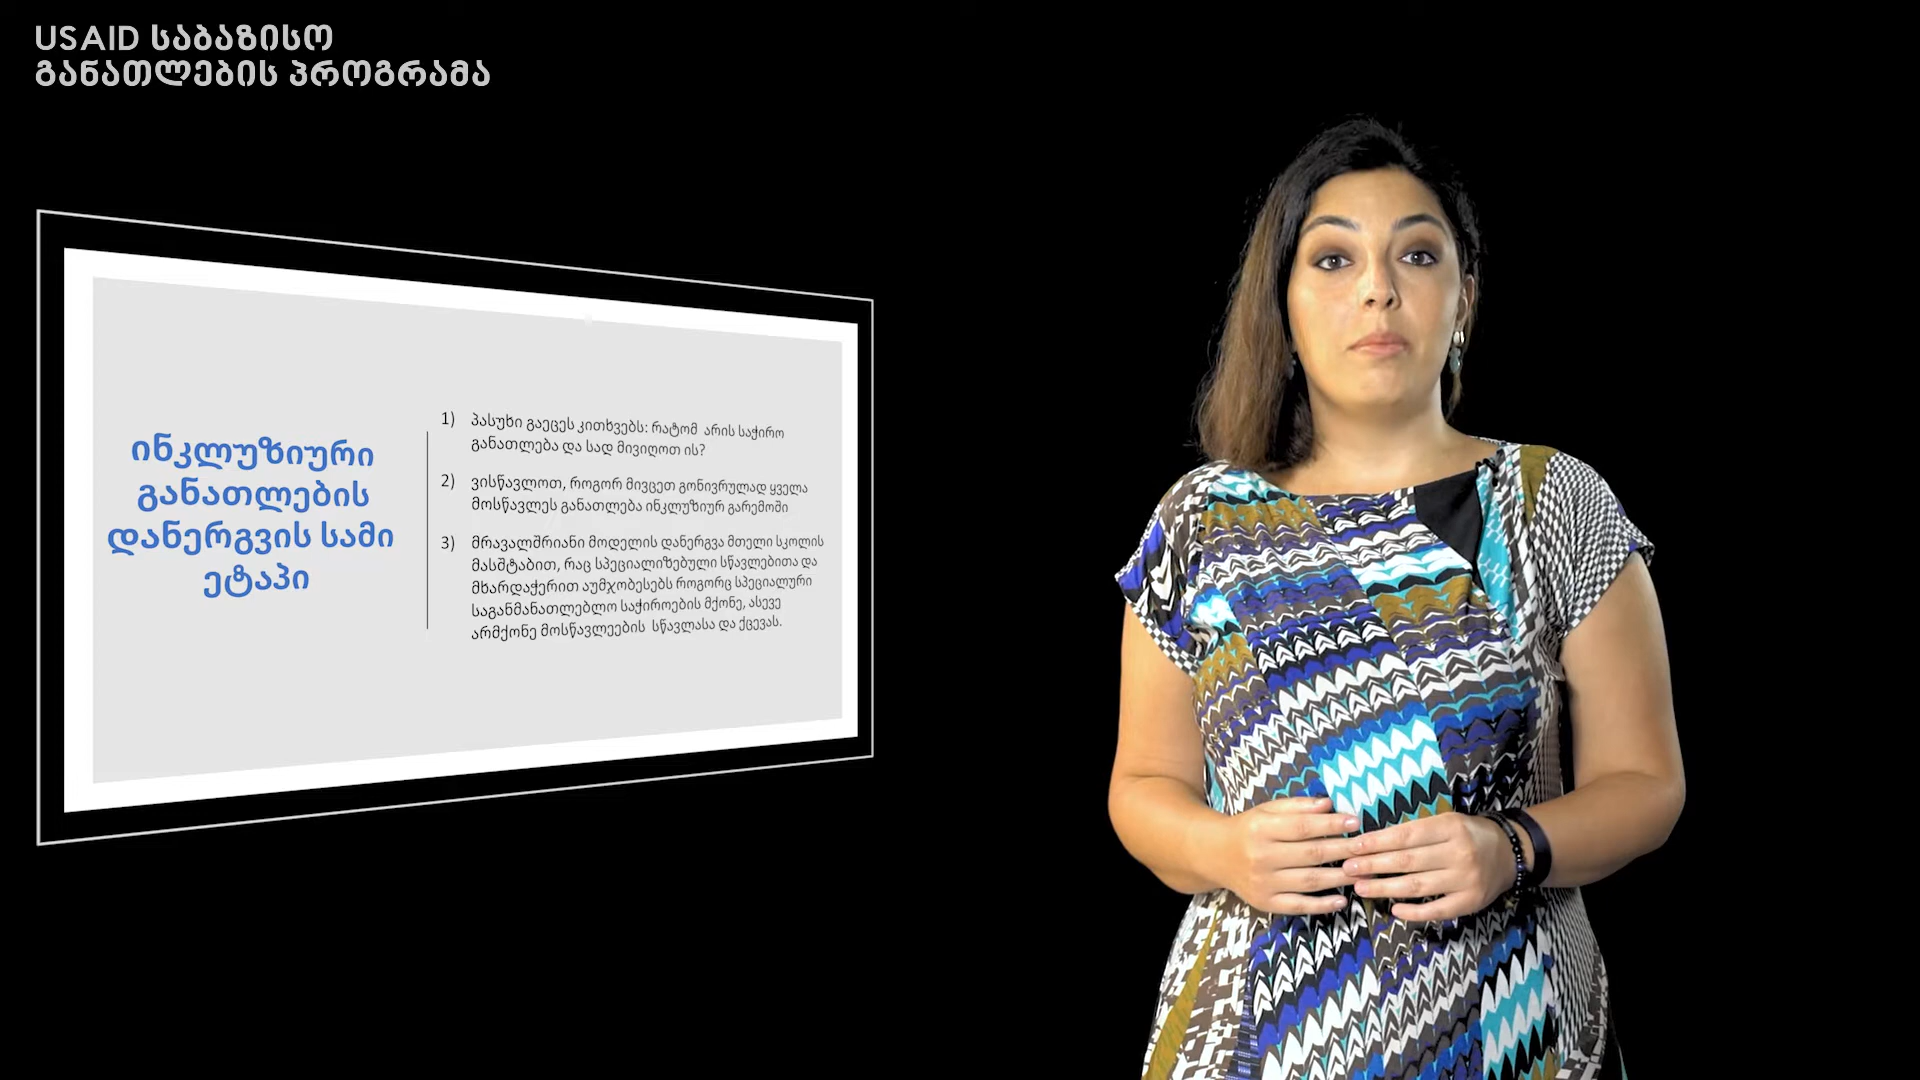 USAID საბაზისო
განათლების პროგრამა
ინკლუზიური
განათლების
დანერგვის სამი
ეტაპი
1) პასუხი გაეცეს კითხვებს: რატომ არის საჭირო
განათლება და სად მივიღოთ ის?
2) ვისწავლოთ, როგორ მივცეთ გონივრულად ყველა
მოსწავლეს განათლება ინკლუზიურ გარემოში
3) მრავალშრიანი მოდელის დანერგვა მთელი სკოლის
მასშტაბით, რაც სპეციალიზებული სწავლებითა და
მხარდაჭერით აუმჯობესებს როგორც სპეციალური
საგანმანათლებლო საჭიროების მქონე, ასევე
არმქონე მოსწავლეების სწავლასა და ქცევას.